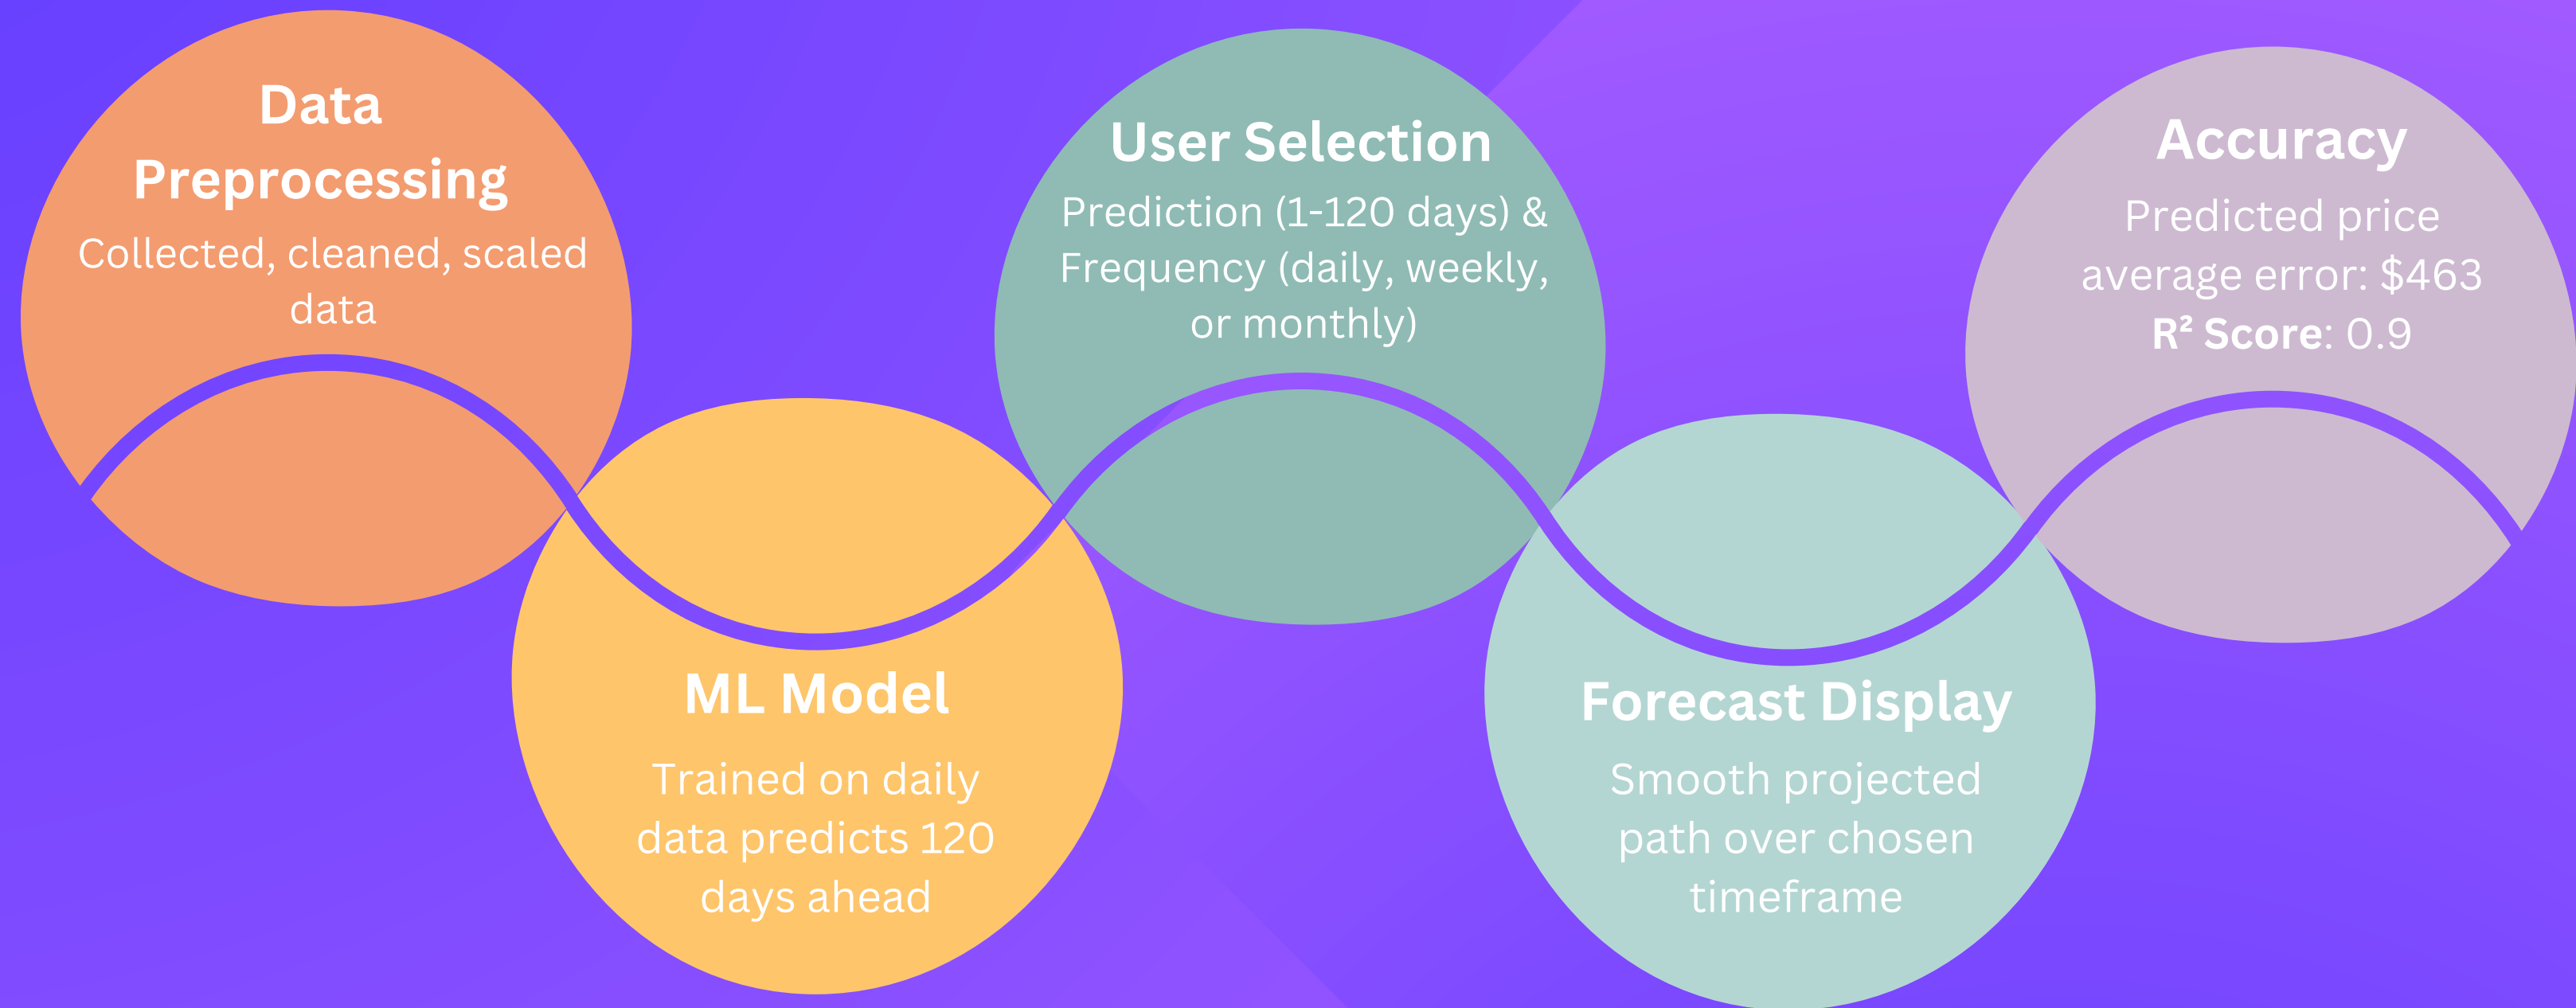 Data
Preprocessing
Collected, cleaned, scaled
data
ML Model
Trained on daily
data predicts 120
days ahead
User Selection
Prediction (1-120 days) &
Frequency (daily, weekly,
or monthly)
Forecast Display
Smooth projected
path over chosen
timeframe
Accuracy
Predicted price
average error: $463
R² Score: 0.9